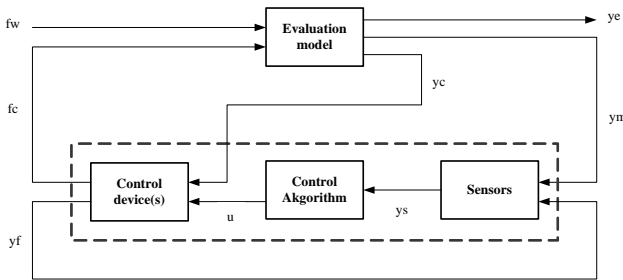 fw
Evaluation
model
ye
yc
fc
ym
Control
device(s)
Control
Akgorithm
Sensors
u
ys
yf